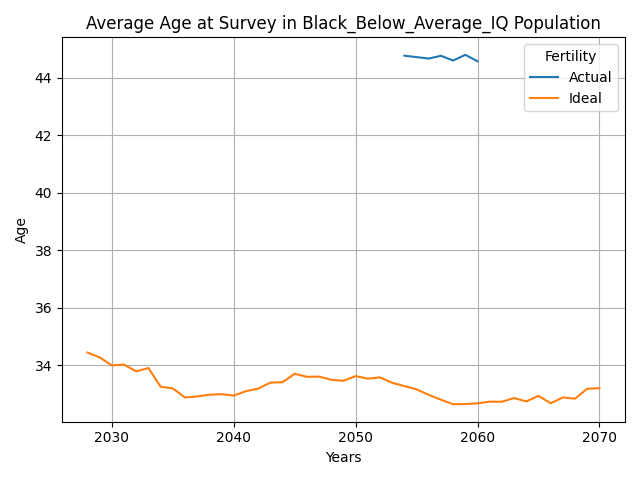 Average Age at Survey in Black_Below_Average_IQ Population
Fertility
Actual
Ideal
44
42
40
38
36
34
Age
2030
2040
2050
2060
2070
Years